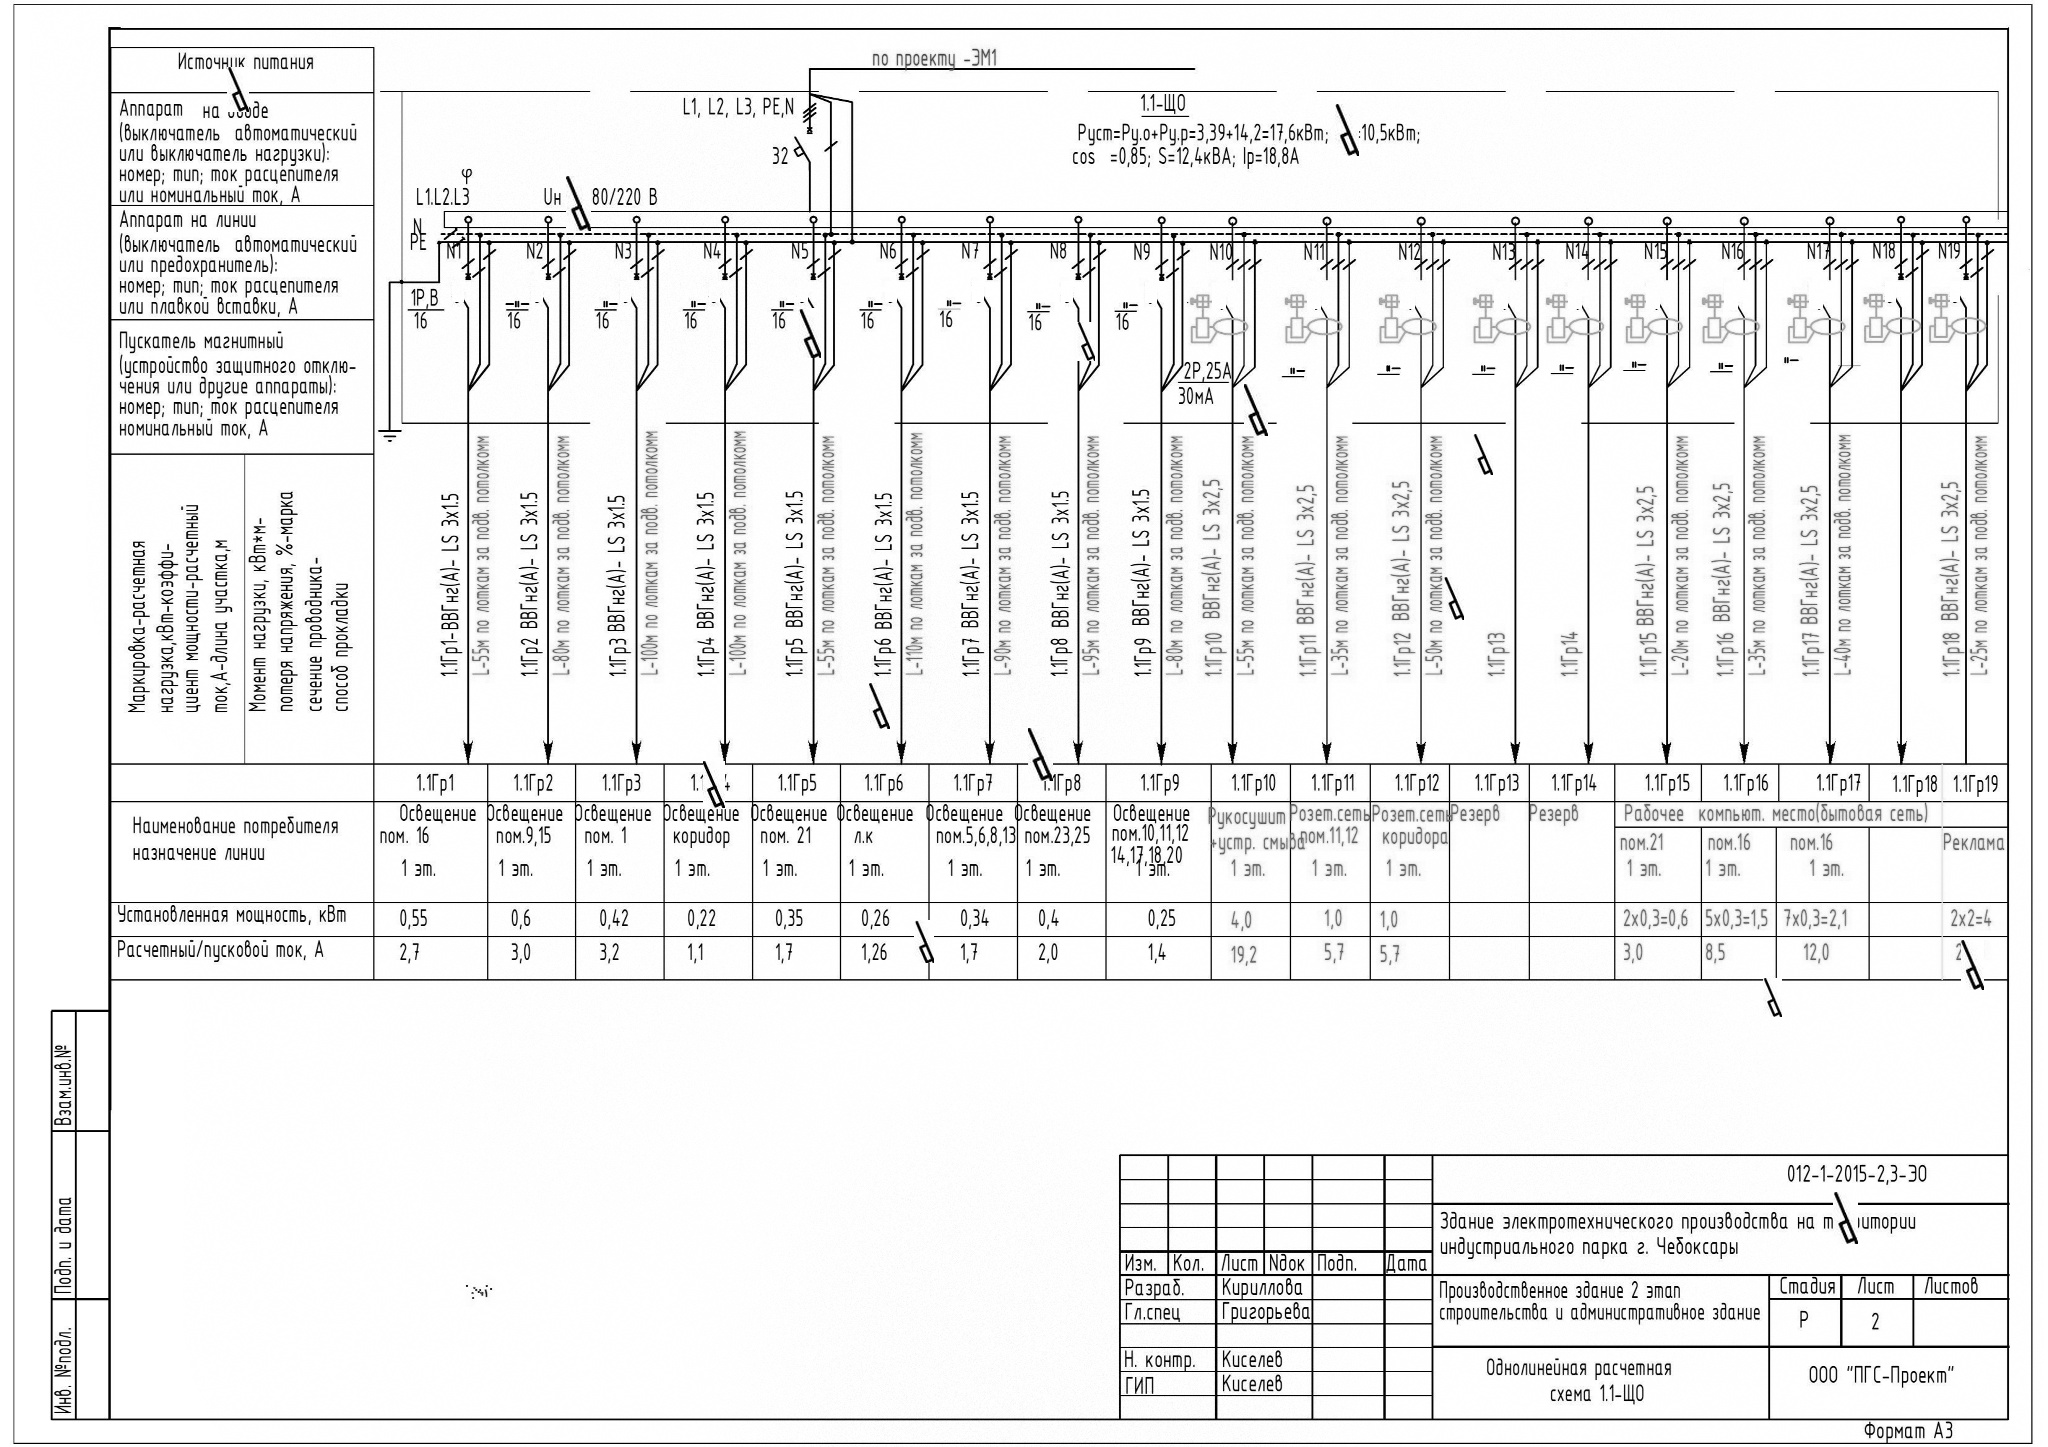 Источник питания
Аппарат на вводе
(выключатель автоматический
или выключатель нагрузки):
номер; тип; ток расцепителя
или номинальный ток, А
Аппарат на линии
(выключатель автоматический
или предохранитель):
номер; тип; ток расцепителя
или плавкой вставки, А
Пускатель магнитный
(устройство защитного отклю-
чения или другие аппараты):
номер; тип; ток расцепителя
номинальный ток, А
Маркировка-расчетная
нагрузка,кВт-коэффи-
циент мощности-расчетный
ток,А-длина участка,м
Момент нагрузки, кВт*м-
потеря напряжения, %-марка
сечение проводника-
способ прокладки
по проекту -ЭМ1
L1, L2, L3, PE,N
32
1.1-ЩО
Руст=Ру.о+Ру.р=3,39+14,2=17,6кВт; =10,5кВт;
cos =0,85; S=12,4кВА; Iр=18,8А
φ
L1.L2.L3
Uн 80/220 В
N
PE
N1 N2 N3 N4 N5 N6 N7 N8 N9 N10 N11 N12 N13 N14 N15 N16 N17 N18 N19
1Р,В
16
-"- 16
-"- 16
-"- 16
-"- 16
-"- 16
-"- 16
-"- 16
-"- 16
2Р,25А
30мА
"- "- "- "- "- "- "-
1.1Гр1-ВВГнг(А)- LS 3х1.5
L-55м по лоткам за подв. потолкомм
1.1Гр2 ВВГнг(А)- LS 3х1.5
L-80м по лоткам за подв. потолкомм
1.1Гр3 ВВГнг(А)- LS 3х1.5
L-100м по лоткам за подв. потолкомм
1.1Гр4 ВВГнг(А)- LS 3х1.5
L-100м по лоткам за подв. потолкомм
1.1Гр5 ВВГнг(А)- LS 3х1.5
L-55м по лоткам за подв. потолкомм
1.1Гр6 ВВГнг(А)- LS 3х1.5
L-110м по лоткам за подв. потолкомм
1.1Гр7 ВВГнг(А)- LS 3х1.5
L-90м по лоткам за подв. потолкомм
1.1Гр8 ВВГнг(А)- LS 3х1.5
L-95м по лоткам за подв. потолкомм
1.1Гр9 ВВГнг(А)- LS 3х1.5
L-80м по лоткам за подв. потолкомм
1.1Гр10 ВВГнг(А)- LS 3х2,5
L-55м по лоткам за подв. потолкомм
1.1Гр11 ВВГнг(А)- LS 3х2,5
L-35м по лоткам за подв. потолкомм
1.1Гр12 ВВГнг(А)- LS 3х2,5
L-50м по лоткам за подв. потолкомм
1.1Гр13
1.1Гр14
1.1Гр15 ВВГнг(А)- LS 3х2,5
L-20м по лоткам за подв. потолкомм
1.1Гр16 ВВГнг(А)- LS 3х2,5
L-35м по лоткам за подв. потолкомм
1.1Гр17 ВВГнг(А)- LS 3х2,5
L-40м по лоткам за подв. потолкомм
1.1Гр18 ВВГнг(А)- LS 3х2,5
L-25м по лоткам за подв. потолкомм
1.1Гр1 1.1Гр2 1.1Гр3 1.1 4 1.1Гр5 1.1Гр6 1.1Гр7 1.1Гр8 1.1Гр9 1.1Гр10 1.1Гр11 1.1Гр12 1.1Гр13 1.1Гр14 1.1Гр15 1.1Гр16 1.1Гр17 1.1Гр18 1.1Гр19
Наименование потребителя
назначение линии
Освещение
пом. 16
1 эт.
Освещение
пом.9,15
1 эт.
Освещение
пом. 1
1 эт.
Освещение
коридор
1 эт.
Освещение
пом. 21
1 эт.
Освещение
л.к
1 эт.
Освещение
пом.5,6,8,13
1 эт.
Освещение
пом.23,25
1 эт.
Освещение
пом.10,11,12
14,17,18,20
1 эт.
Рукосушит
+устр. смыва
1 эт.
Розет.сеть
пом.11,12
1 эт.
Розет.сеть
коридора
1 эт.
Резерв
Резерв
Рабочее компьют. место(бытовая сеть)
пом.21
1 эт.
пом.16
1 эт.
пом.16
1 эт.
Реклама
Установленная мощность, кВт 0,55 0,6 0,42 0,22 0,35 0,26 0,34 0,4 0,25 4,0 1,0 1,0 2х0,3=0,6 5х0,3=1,5 7х0,3=2,1 2х2=4
Расчетный/пусковой ток, А 2,7 3,0 3,2 1,1 1,7 1,26 1,7 2,0 1,4 19,2 5,7 5,7 3,0 8,5 12,0 2
Взам.инв.№
Подп. и дата
Инв. №подл.
012-1-2015-2,3-ЭО
Здание электротехнического производства на т ритории
индустриального парка г. Чебоксары
Изм. Кол. Лист Nдок Подп. Дата
Разраб. Кириллова
Гл.спец Григорьева
Н. контр. Киселев
ГИП Киселев
Производственное здание 2 этап
строительства и административное здание
Стадия Лист Листов
Р 2
Однолинейная расчетная
схема 1.1-ЩО
ООО "ПГС-Проект"
Формат А3